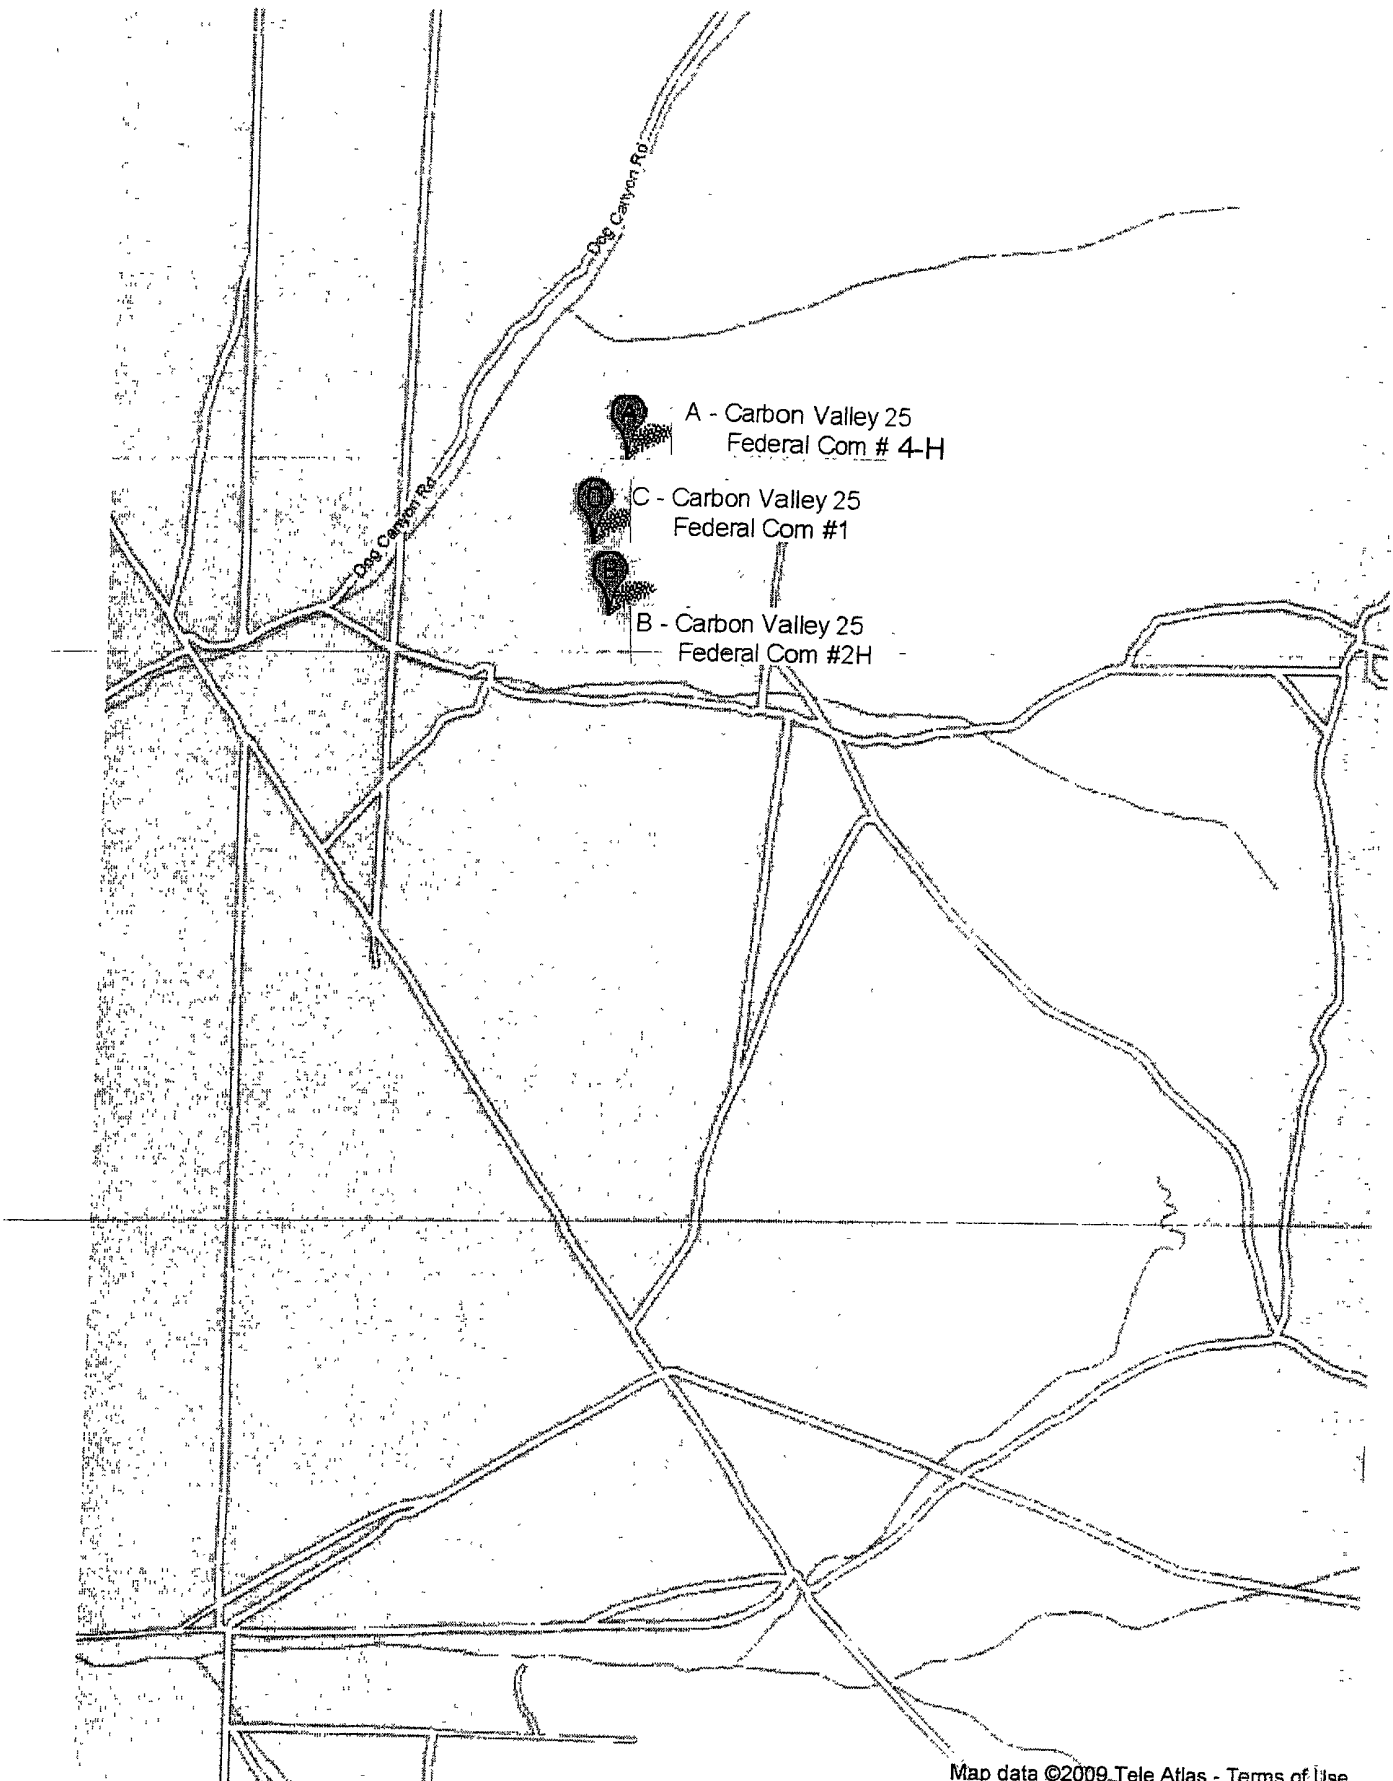 Dog Canyon Rd
A
A - Carbon Valley 25
Federal Com # 4-H
Dog Canyon Rd
C - Carbon Valley 25
Federal Com #1
B
B - Carbon Valley 25
Federal Com #2H
Map data ©2009 Tele Atlas - Terms of Use